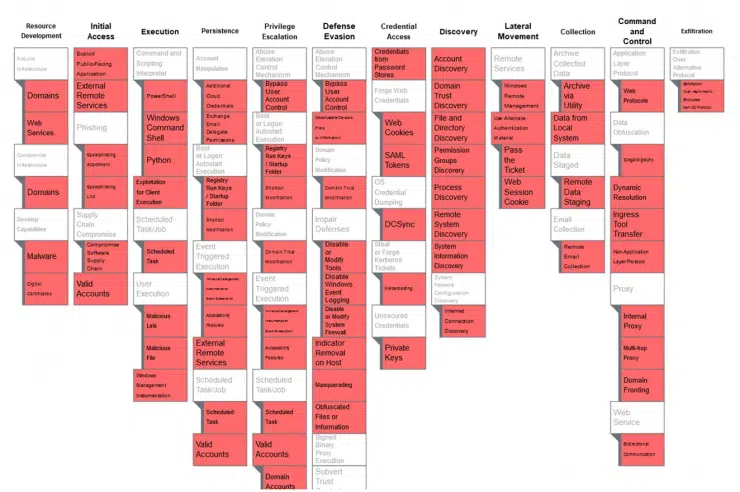 Resource
Development
Acquire
Infrastructure
Domains
Web
Services
Compromise
Infrastructure
Domains
Develop
Capabilities
Malware
Digital
Certificates
Initial
Access
Exploit
Public-Facing
Application
External
Remote
Services
Phishing
Spearphishing
Attachment
Spearphishing
Link
Supply
Chain
Compromise
Compromise
Software
Supply
Chain
Valid
Accounts
Execution
Command and
Scripting
Interpreter
PowerShell
Windows
Command
Shell
Python
Exploitation
for Client
Execution
Scheduled
Task/Job
Scheduled
Task
User
Execution
Malicious
Link
Malicious
File
Windows
Management
Instrumentation
Persistence
Account
Manipulation
Additional
Cloud
Credentials
Exchange
Email
Delegate
Permissions
Boot
or Logon
Autostart
Execution
Registry
Run Keys
/ Startup
Folder
Shortcut
Modification
Event
Triggered
Execution
Windows Management
Instrumentation
Event Subscription
Accessibility
Features
External
Remote
Services
Scheduled
Task/Job
Scheduled
Task
Valid
Accounts
Privilege
Escalation
Abuse
Elevation
Control
Mechanism
Bypass
User
Account
Control
Boot
or Logon
Autostart
Execution
Registry
Run Keys
/ Startup
Folder
Shortcut
Modification
Domain
Policy
Modification
Domain Trust
Modification
Event
Triggered
Execution
Windows Management
Instrumentation
Event Subscription
Accessibility
Features
Scheduled
Task/Job
Scheduled
Task
Valid
Accounts
Domain
Accounts
Defense
Evasion
Abuse
Elevation
Control
Mechanism
Bypass
User
Account
Control
Deobfuscate/Decode
Files
or Information
Domain
Policy
Modification
Domain Trust
Modification
Impair
Defenses
Disable
or Modify
Tools
Disable
Windows
Event
Logging
Disable
or Modify
System
Firewall
Indicator
Removal
on Host
Masquerading
Obfuscated
Files or
Information
Signed
Binary
Proxy
Execution
Subvert
Trust
Credential
Access
Credentials
from
Password
Stores
Forge Web
Credentials
Web
Cookies
SAML
Tokens
OS
Credential
Dumping
DCSync
Steal
or Forge
Kerberos
Tickets
Kerberoasting
Unsecured
Credentials
Private
Keys
Discovery
Account
Discovery
Domain
Trust
Discovery
File and
Directory
Discovery
Permission
Groups
Discovery
Process
Discovery
Remote
System
Discovery
System
Information
Discovery
System
Network
Configuration
Discovery
Internet
Connection
Discovery
Lateral
Movement
Remote
Services
Windows
Remote
Management
Use Alternate
Authentication
Material
Pass
the
Ticket
Web
Session
Cookie
Collection
Archive
Collected
Data
Archive
via
Utility
Data from
Local
System
Data
Staged
Remote
Data
Staging
Email
Collection
Remote
Email
Collection
Command
and
Control
Application
Layer
Protocol
Web
Protocols
Data
Obfuscation
Steganography
Dynamic
Resolution
Ingress
Tool
Transfer
Non-Application
Layer Protocol
Proxy
Internal
Proxy
Multi-hop
Proxy
Domain
Fronting
Web
Service
Bidirectional
Communication
Exfiltration
Exfiltration
Over
Alternative
Protocol
Exfiltration
Over Asymmetric
Encrypted
Non-C2 Protocol